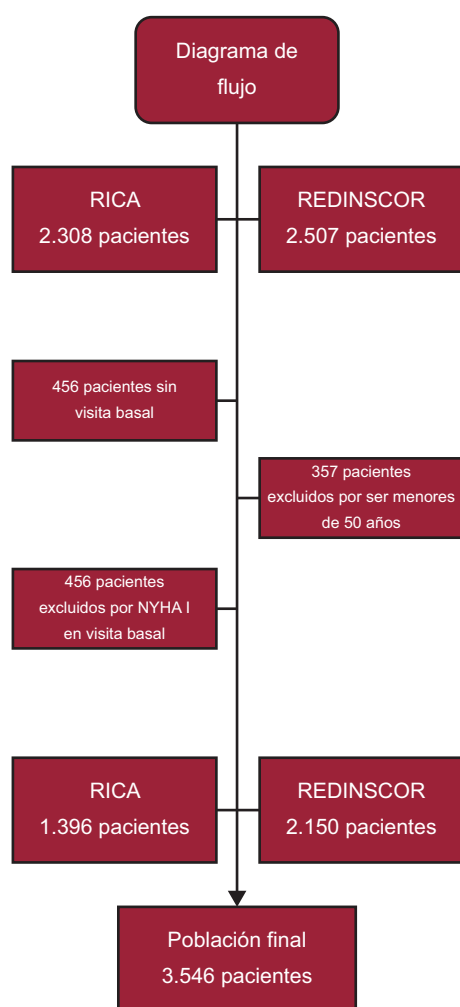 Diagrama de
flujo
RICA
2.308 pacientes
REDINSCOR
2.507 pacientes
456 pacientes sin
visita basal
357 pacientes
excluidos por ser menores
de 50 años
456 pacientes
excluidos por NYHA I
en visita basal
RICA
1.396 pacientes
REDINSCOR
2.150 pacientes
Población final
3.546 pacientes